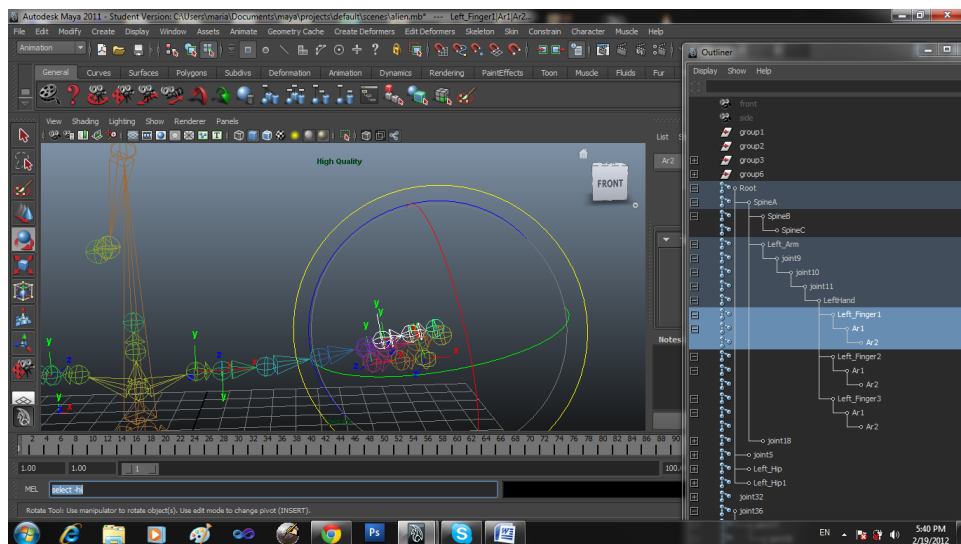 Autodesk Maya 2011 - Student Version: C:\Users\maria\Documents\maya\projects\default\scenes\alien.mb* --- Left_Finger1|Ar1|Ar2...
File Edit Modify Create Display Window Assets Animate Geometry Cache Create Deformers Edit Deformers Skeleton Skin Constrain Character Muscle Help
Animation
General Curves Surfaces Polygons Subdivs Deformation Animation Dynamics Rendering PaintEffects Toon Muscle Fluids Fur
View Shading Lighting Show Renderer Panels
List
Ar2
High Quality
FRONT
y
y
y
y
z
z
x
x
y
y
x
Notes
2 4 6 8 10 12 14 16 18 20 22 24 26 28 30 32 34 36 38 40 42 44 46 48 50 52 54 56 58 60 62 64 66 68 70 72 74 76 78 80 82 84 86 88 90
1.00 1.00 1 100.
MEL select -hi
Rotate Tool: Use manipulator to rotate object(s). Use edit mode to change pivot (INSERT).
Outliner
Display Show Help
front
side
group1
group2
group3
group6
Root
SpineA
SpineB
SpineC
Left_Arm
joint9
joint10
joint11
LeftHand
Left_Finger1
Ar1
Ar2
Left_Finger2
Ar1
Ar2
Left_Finger3
Ar1
Ar2
joint18
joint5
Left_Hip
Left_Hip1
joint32
joint36
Ps
EN
5:40 PM
2/19/2012